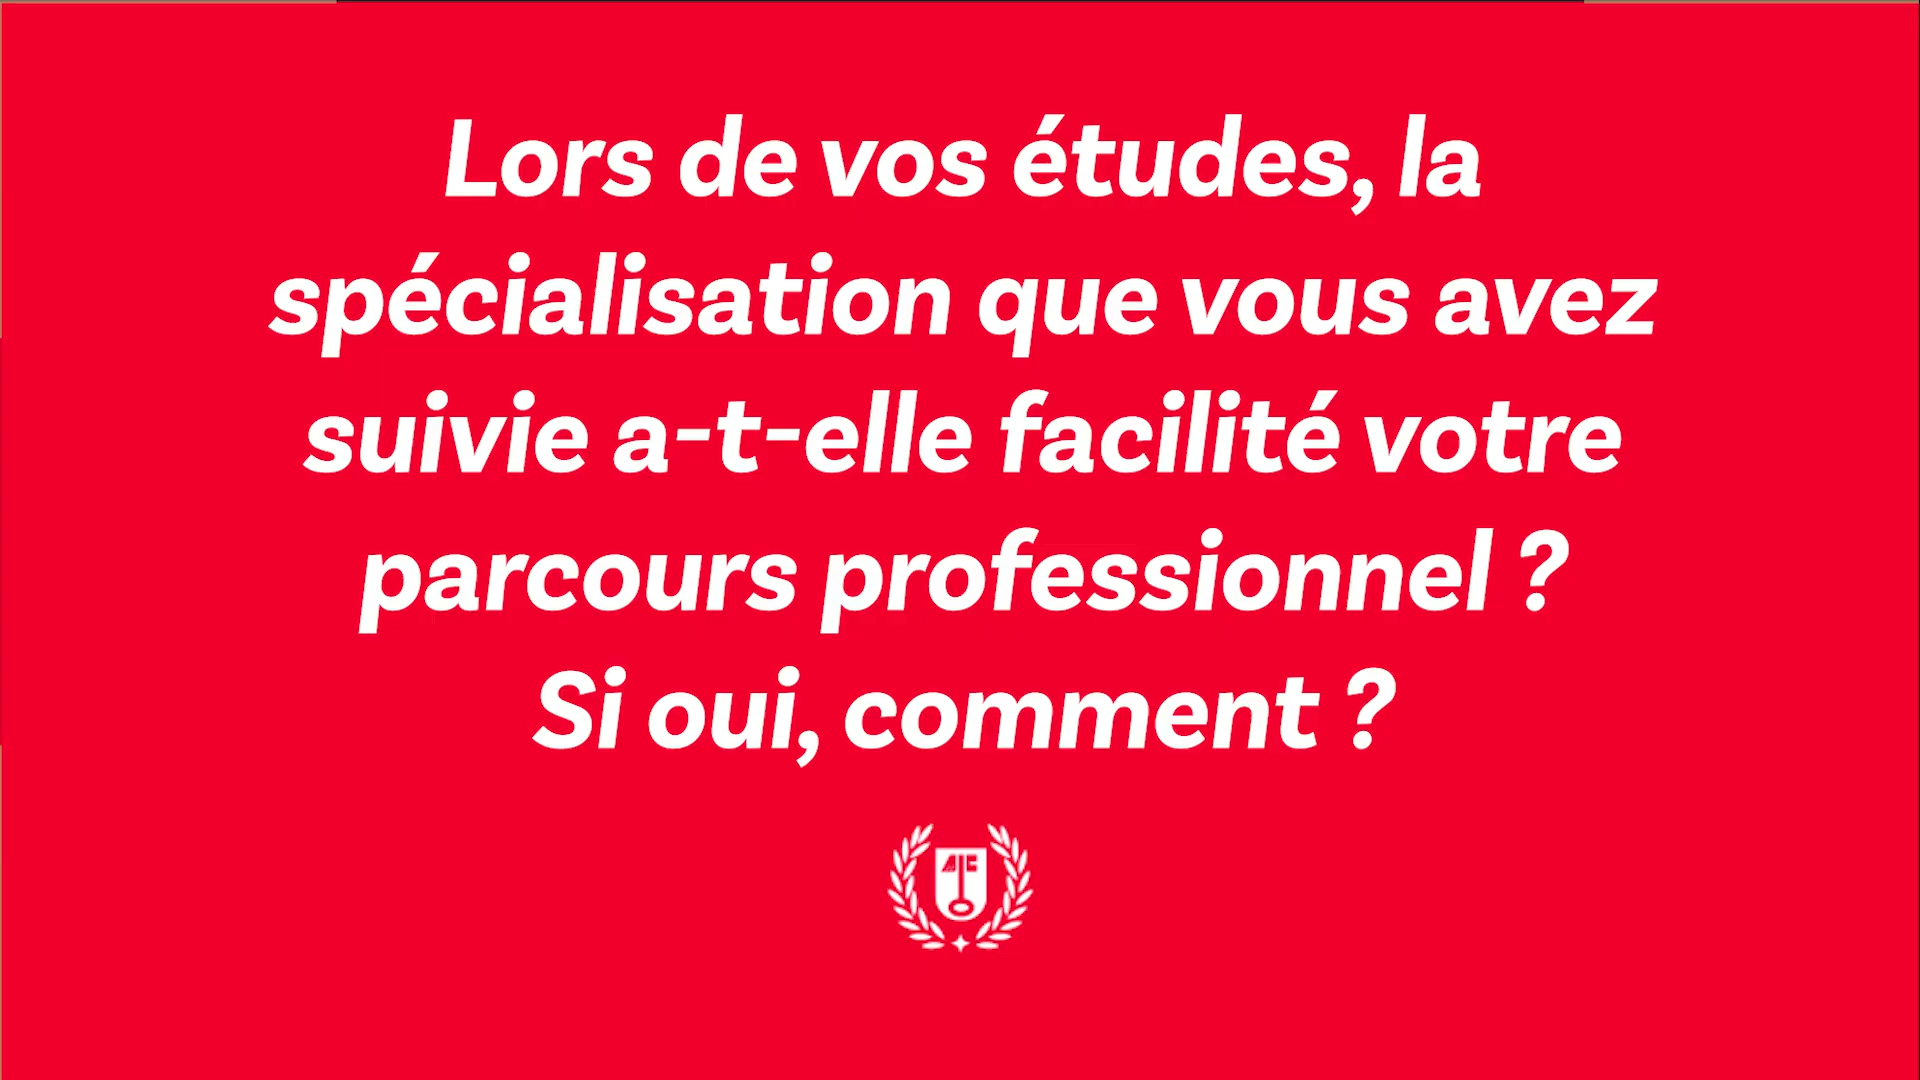 Lors de vos études, la
spécialisation que vous avez
suivie a-t-elle facilité votre
parcours professionnel ?
Si oui, comment ?